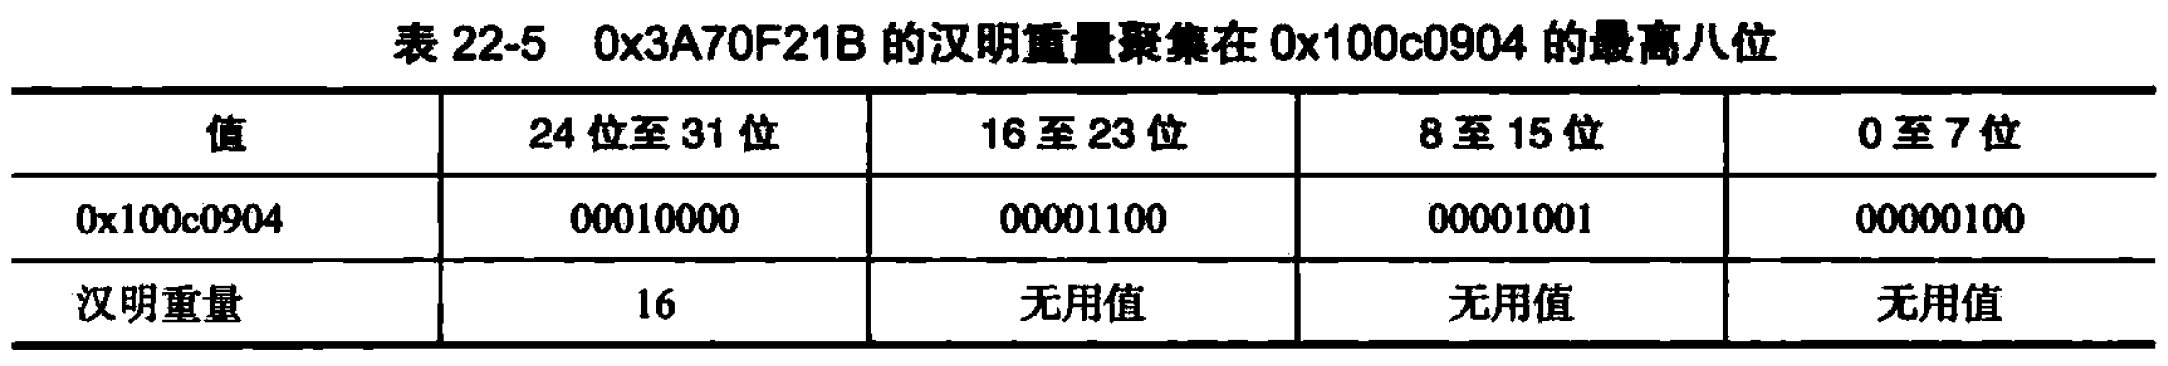 表 22-5 0x3A70F21B 的汉明重量聚集在 0x100c0904 的最高八位
值 24 位至 31 位 16 至 23 位 8 至 15 位 0 至 7 位
0x100c0904 00010000 00001100 00001001 00000100
汉明重量 16 无用值 无用值 无用值